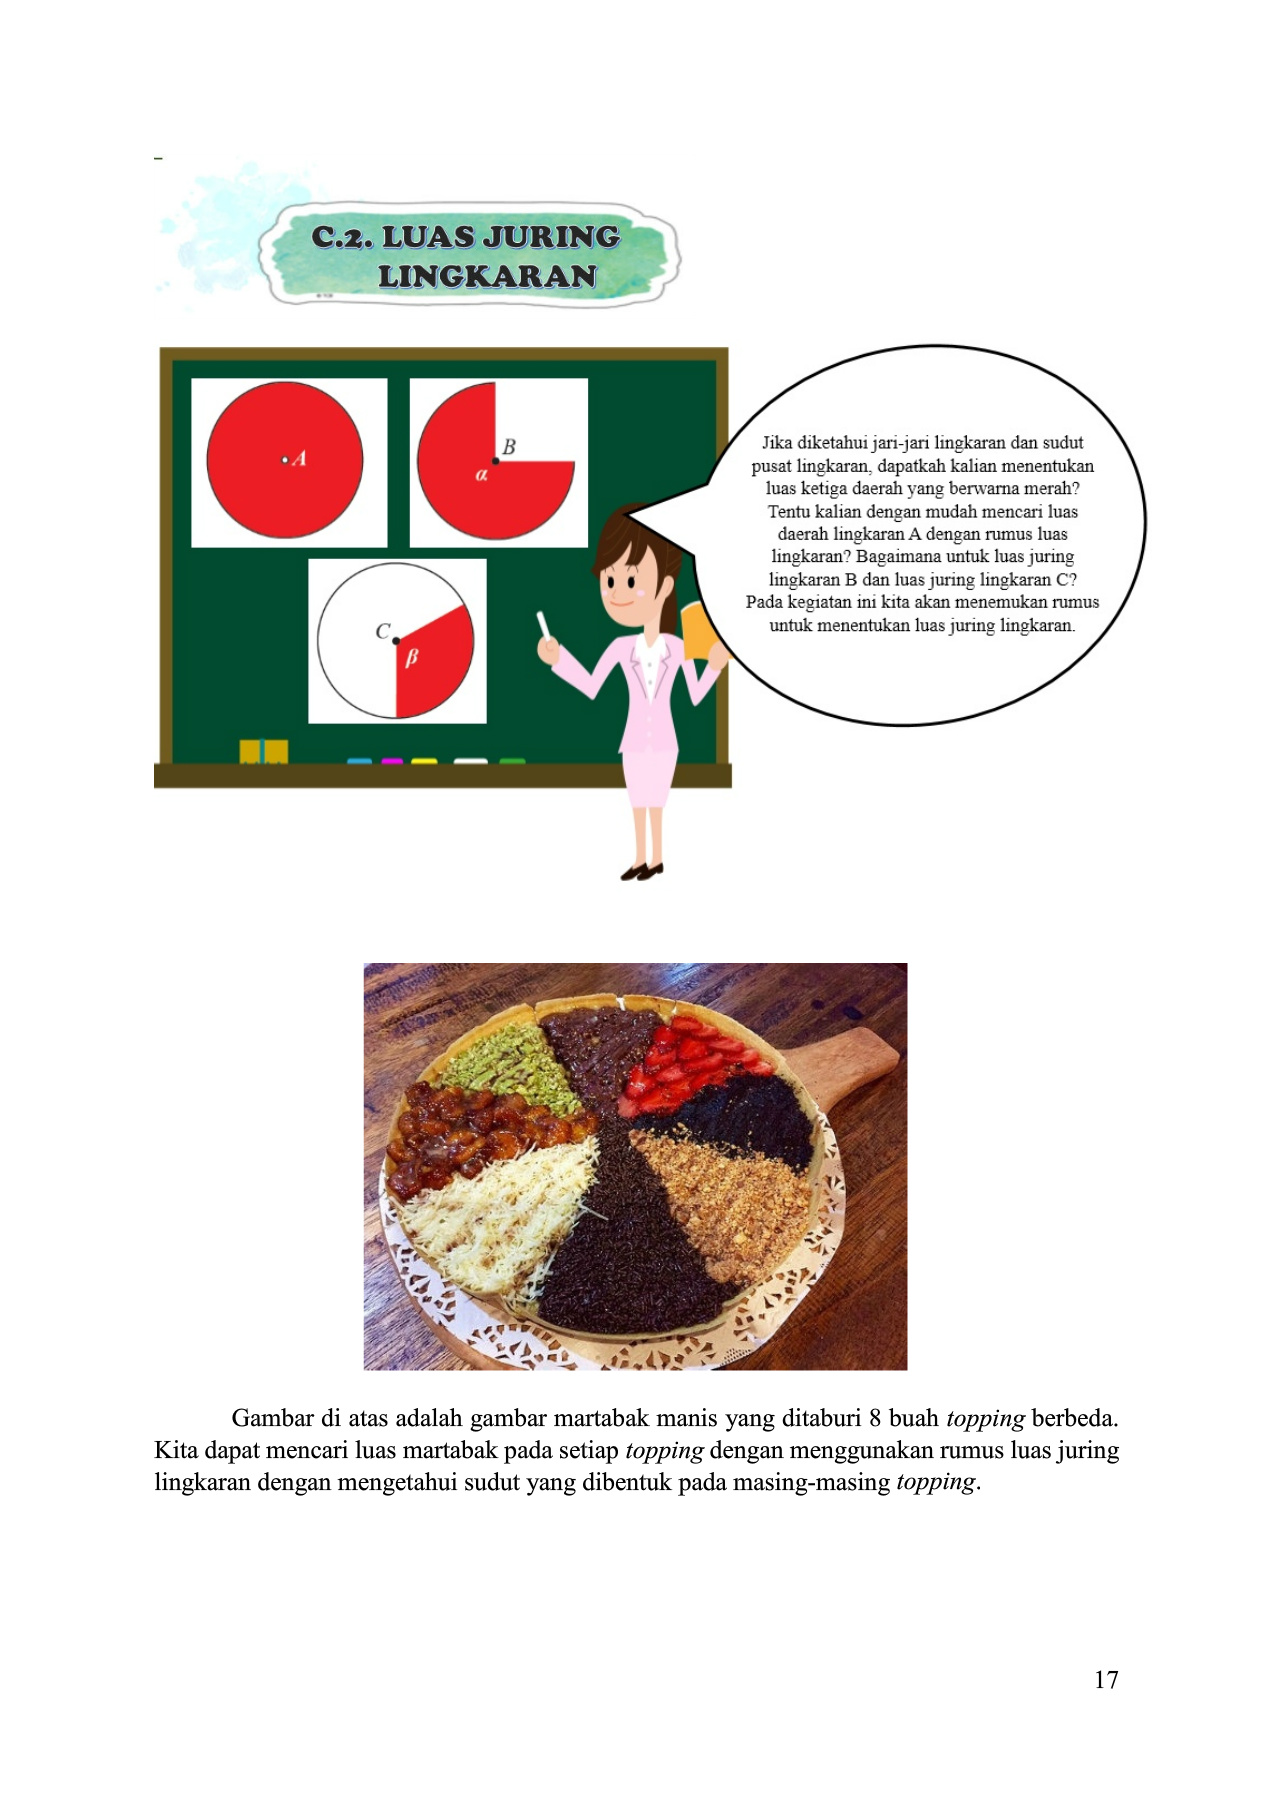 C.2. LUAS JURING
LINGKARAN
A
B
α
C
β
Jika diketahui jari-jari lingkaran dan sudut
pusat lingkaran, dapatkah kalian menentukan
luas ketiga daerah yang berwarna merah?
Tentu kalian dengan mudah mencari luas
daerah lingkaran A dengan rumus luas
lingkaran? Bagaimana untuk luas juring
lingkaran B dan luas juring lingkaran C?
Pada kegiatan ini kita akan menemukan rumus
untuk menentukan luas juring lingkaran.
Gambar di atas adalah gambar martabak manis yang ditaburi 8 buah topping berbeda.
Kita dapat mencari luas martabak pada setiap topping dengan menggunakan rumus luas juring
lingkaran dengan mengetahui sudut yang dibentuk pada masing-masing topping.
17